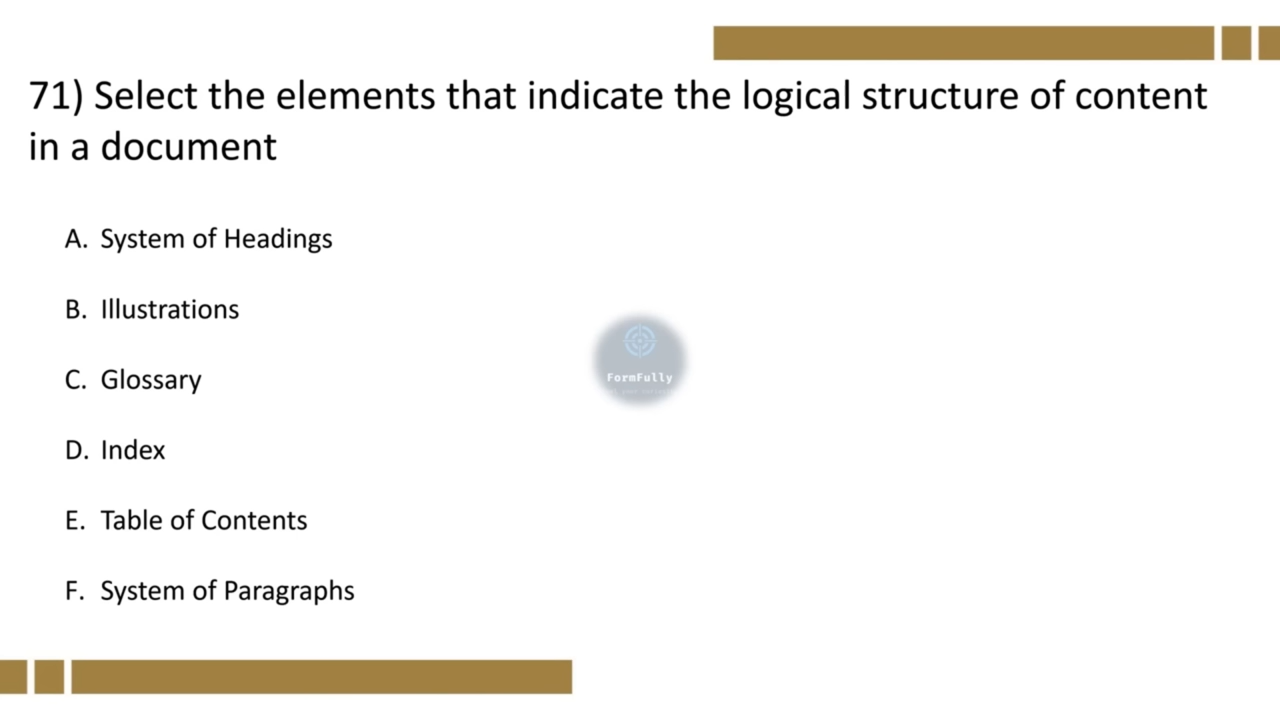 71) Select the elements that indicate the logical structure of content
in a document
A. System of Headings
B. Illustrations
C. Glossary
FormFully
D. Index
E. Table of Contents
F. System of Paragraphs